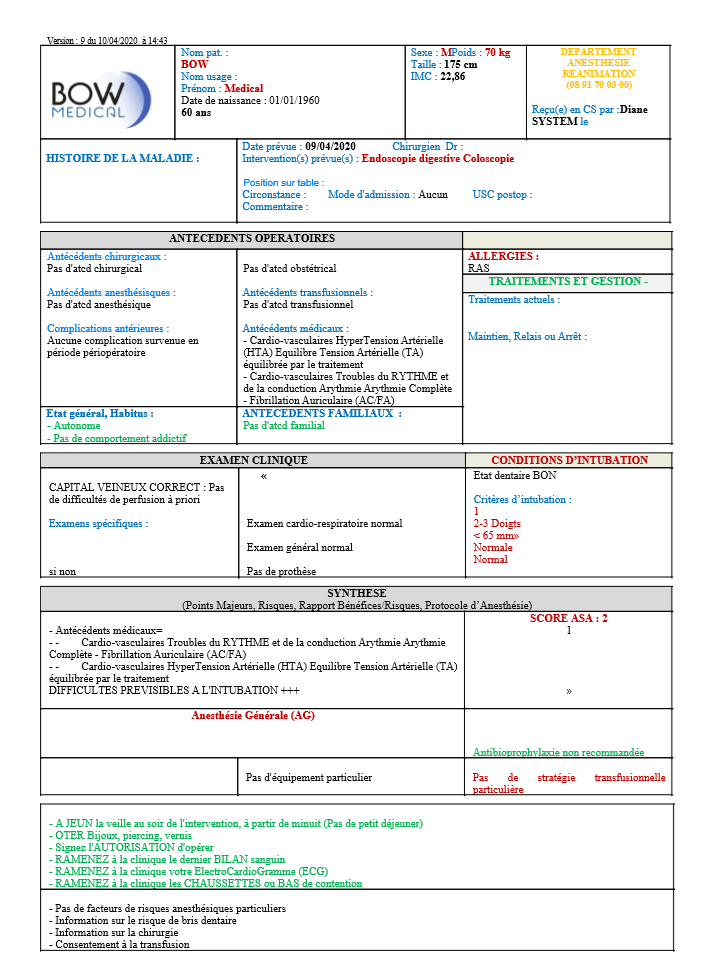 Version : 9 du 10/04/2020 à 14:43
BOW
MEDICAL
Nom pat. :
BOW
Nom usage :
Prénom : Medical
Date de naissance : 01/01/1960
60 ans
Sexe : MPoids : 70 kg
Taille : 175 cm
IMC : 22,86
DEPARTEMENT
ANESTHESIE
REANIMATION
(08 91 70 03 00)
Reçu(e) en CS par :Diane
SYSTEM le
HISTOIRE DE LA MALADIE :
Date prévue : 09/04/2020 Chirurgien Dr :
Intervention(s) prévue(s) : Endoscopie digestive Coloscopie
Position sur table :
Circonstance : Mode d'admission : Aucun USC postop :
Commentaire :
ANTECEDENTS OPERATOIRES
Antécédents chirurgicaux :
Pas d'atcd chirurgical
Antécédents anesthésisques :
Pas d'atcd anesthésique
Complications antérieures :
Aucune complication survenue en
période périopératoire
Pas d'atcd obstétrical
Antécédents transfusionnels :
Pas d'atcd transfusionnel
Antécédents médicaux :
- Cardio-vasculaires HyperTension Artérielle
(HTA) Equilibre Tension Artérielle (TA)
équilibrée par le traitement
- Cardio-vasculaires Troubles du RYTHME et
de la conduction Arythmie Arythmie Complète
- Fibrillation Auriculaire (AC/FA)
ALLERGIES :
RAS
TRAITEMENTS ET GESTION -
Traitements actuels :
Maintien, Relais ou Arrêt :
Etat général, Habitus :
- Autonome
- Pas de comportement addictif
ANTECEDENTS FAMILIAUX :
Pas d'atcd familial
EXAMEN CLINIQUE
CONDITIONS D'INTUBATION
CAPITAL VEINEUX CORRECT : Pas
de difficultés de perfusion à priori
Examens spécifiques :
si non
«
Examen cardio-respiratoire normal
Examen général normal
Pas de prothèse
Etat dentaire BON
Critères d'intubation :
1
2-3 Doigts
< 65 mm»
Normale
Normal
SYNTHESE
(Points Majeurs, Risques, Rapport Bénéfices/Risques, Protocole d'Anesthésie)
- Antécédents médicaux=
- - Cardio-vasculaires Troubles du RYTHME et de la conduction Arythmie Arythmie
Complète - Fibrillation Auriculaire (AC/FA)
- - Cardio-vasculaires HyperTension Artérielle (HTA) Equilibre Tension Artérielle (TA)
équilibrée par le traitement
DIFFICULTES PREVISIBLES A L'INTUBATION +++
SCORE ASA : 2
1
»
Anesthésie Générale (AG)
Antibioprophylaxie non recommandée
Pas d'équipement particulier
Pas de stratégie transfusionnelle
particulière
- A JEUN la veille au soir de l'intervention, à partir de minuit (Pas de petit déjeuner)
- OTER Bijoux, piercing, vernis
- Signez l'AUTORISATION d'opérer
- RAMENEZ à la clinique le dernier BILAN sanguin
- RAMENEZ à la clinique votre ElectroCardioGramme (ECG)
- RAMENEZ à la clinique les CHAUSSETTES ou BAS de contention
- Pas de facteurs de risques anesthésiques particuliers
- Information sur le risque de bris dentaire
- Information sur la chirurgie
- Consentement à la transfusion